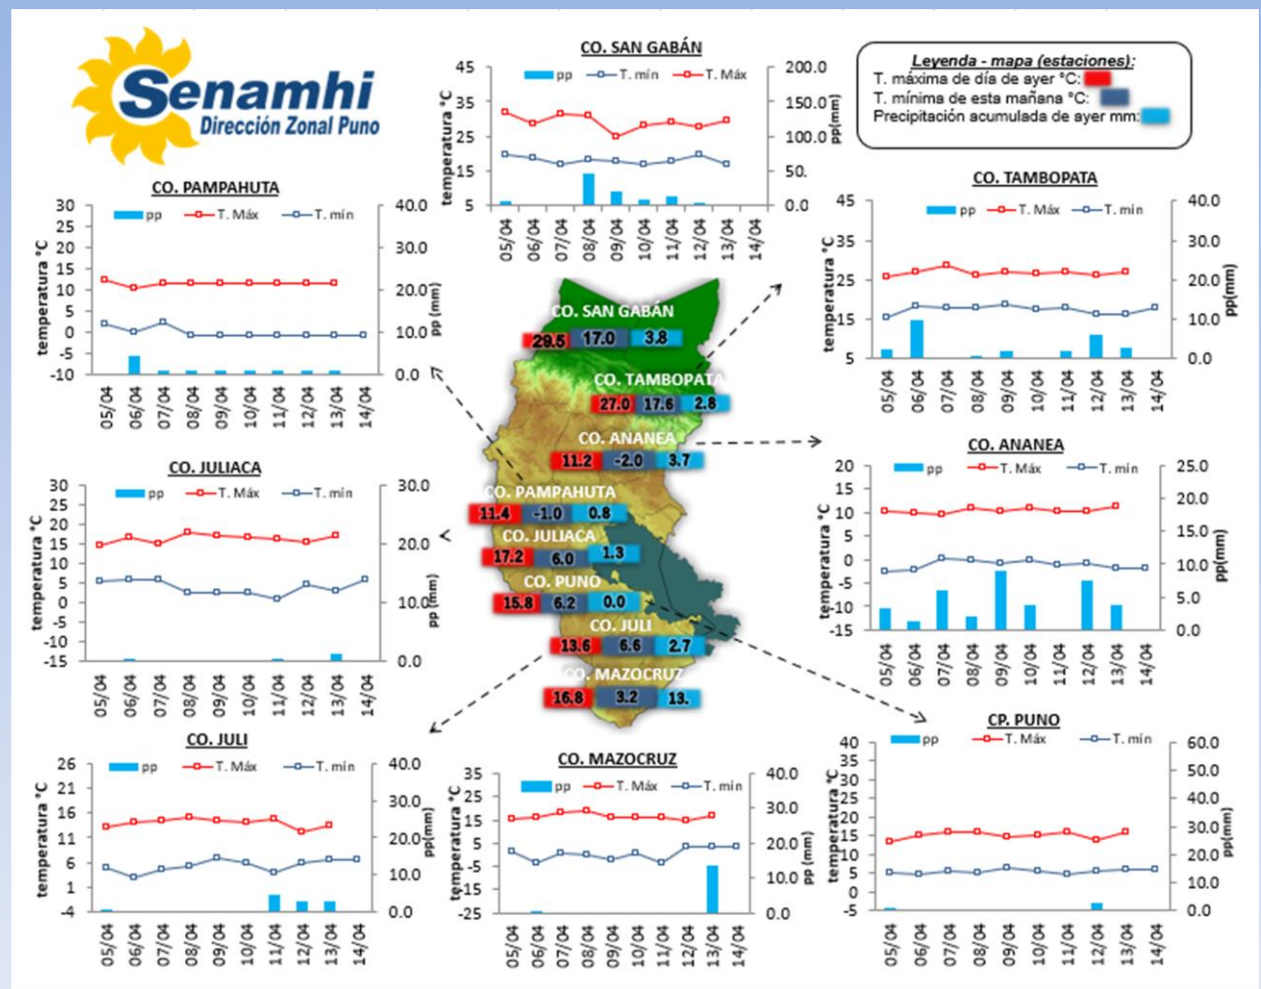 Senamhi
Dirección Zonal Puno
CO. SAN GABÁN
45
35
25
15
5
temperatura °C
pp
T. mín
T. Máx
200.0
150.0
100.0
50.
0.0
pp(mm)
05/04
06/04
07/04
08/04
09/04
10/04
11/04
12/04
13/04
14/04
Leyenda - mapa (estaciones):
T. máxima de día de ayer °C:
T. mínima de esta mañana °C:
Precipitación acumulada de ayer mm:
CO. PAMPAHUTA
30
25
20
15
10
5
0
-5
-10
temperatura °C
pp
T. Máx
T. mín
40.0
30.0
20.0
10.0
0.0
pp (mm)
05/04
06/04
07/04
08/04
09/04
10/04
11/04
12/04
13/04
14/04
CO. TAMBOPATA
45
35
25
15
5
temperatura °C
pp
T. Máx
T. mín
40.0
30.0
20.0
10.0
0.0
pp(mm)
05/04
06/04
07/04
08/04
09/04
10/04
11/04
12/04
13/04
14/04
CO. SAN GABÁN
29.5 17.0 3.8
CO. TAMBOPATA
27.0 17.6 2.8
CO. ANANEA
11.2 -2.0 3.7
CO. PAMPAHUTA
11.4 -1.0 0.8
CO. JULIACA
17.2 6.0 1.3
CO. PUNO
15.8 6.2 0.0
CO. JULI
13.6 6.6 2.7
CO. MAZOCRUZ
16.8 3.2 13.
CO. JULIACA
30
25
20
15
10
5
0
-5
-10
-15
temperatura °C
pp
T. Máx
T. mín
30.0
20.0
10.0
0.0
pp (mm)
05/04
06/04
07/04
08/04
09/04
10/04
11/04
12/04
13/04
14/04
CO. ANANEA
20
15
10
5
0
-5
-10
-15
temperatura °C
pp
T. Máx
T. mín
25.0
20.0
15.0
10.0
5.0
0.0
pp(mm)
05/04
06/04
07/04
08/04
09/04
10/04
11/04
12/04
13/04
14/04
CO. JULI
26
21
16
11
6
1
-4
temperatura °C
pp
T. Máx
T. mín
40.0
30.0
20.0
10.0
0.0
pp(mm)
05/04
06/04
07/04
08/04
09/04
10/04
11/04
12/04
13/04
14/04
CO. MAZOCRUZ
35
25
15
5
-5
-15
-25
temperatura °C
pp
T. Máx
T. mín
40.0
30.0
20.0
10.0
0.0
pp (mm)
05/04
06/04
07/04
08/04
09/04
10/04
11/04
12/04
13/04
14/04
CP. PUNO
40
35
30
25
20
15
10
5
0
-5
temperatura °C
pp
T. Máx
T. mín
60.0
50.0
40.0
30.0
20.0
10.0
0.0
pp(mm)
05/04
06/04
07/04
08/04
09/04
10/04
11/04
12/04
13/04
14/04